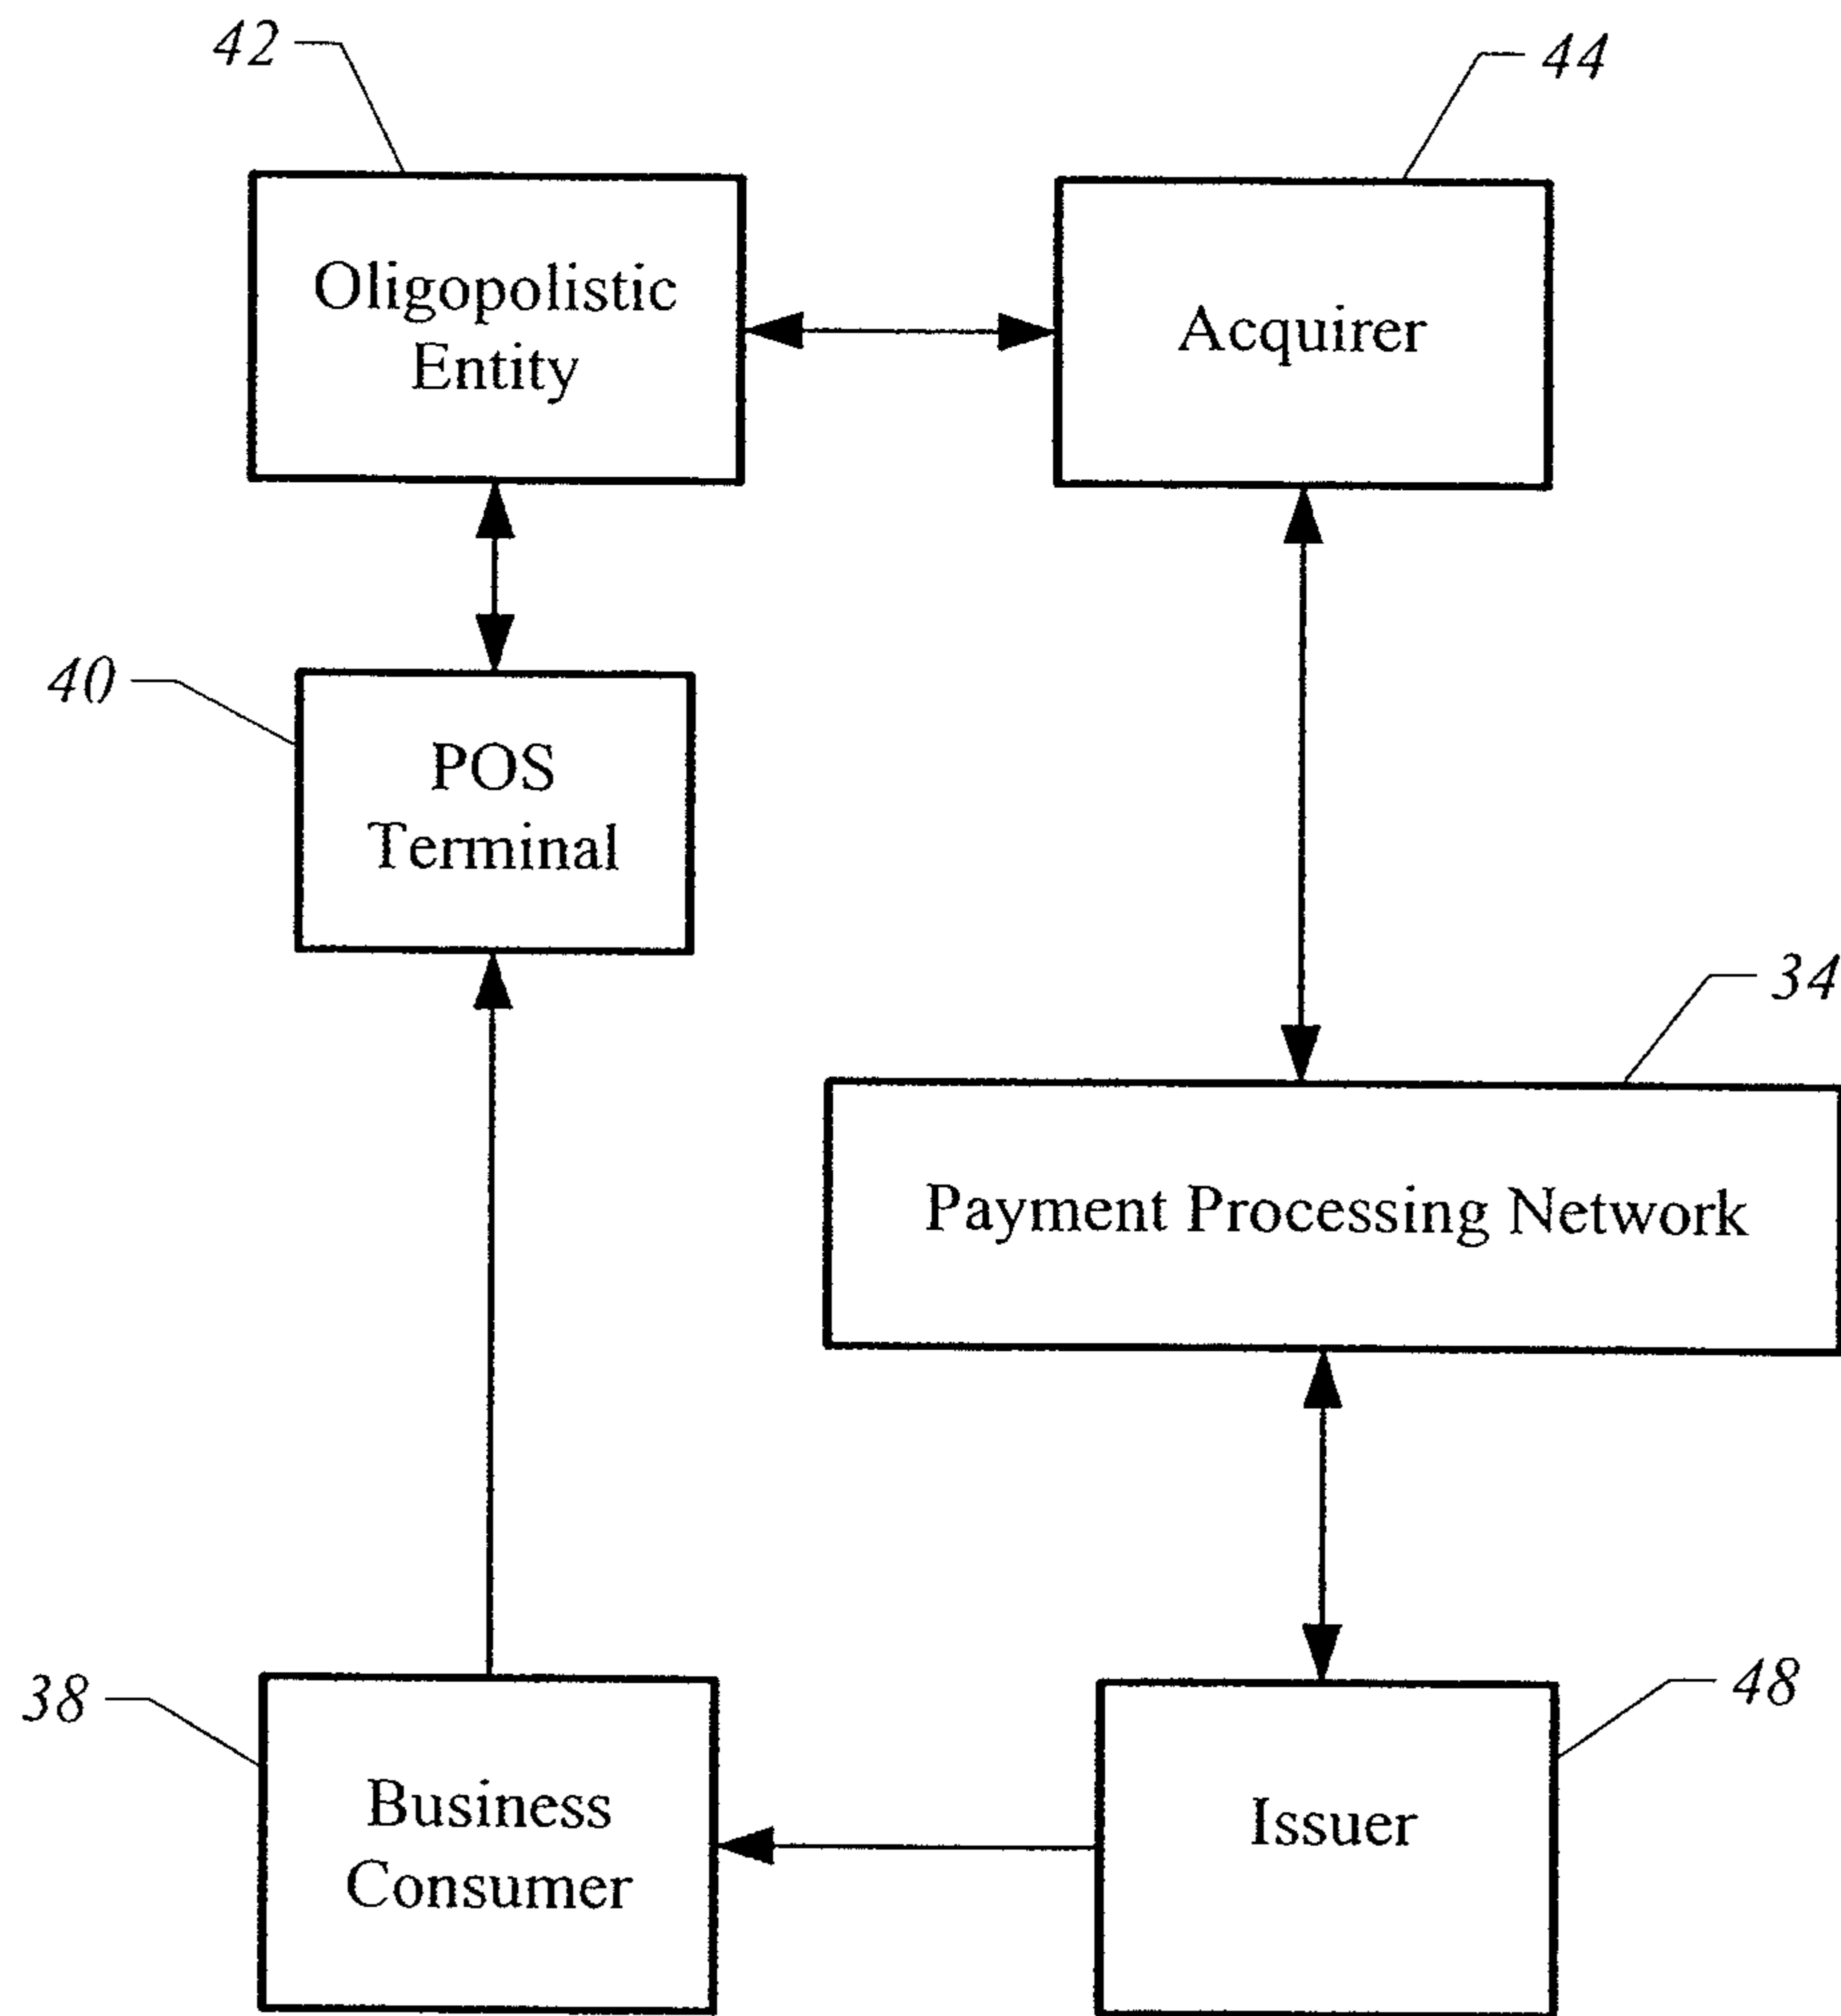 42
44
Oligopolistic
Entity
Acquirer
40
POS
Terminal
34
Payment Processing Network
38
48
Business
Consumer
Issuer